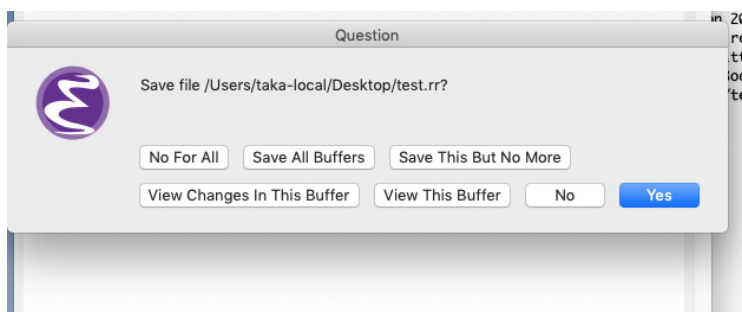 Question
Save file /Users/taka-local/Desktop/test.rr?
No For All Save All Buffers Save This But No More
View Changes In This Buffer View This Buffer No Yes